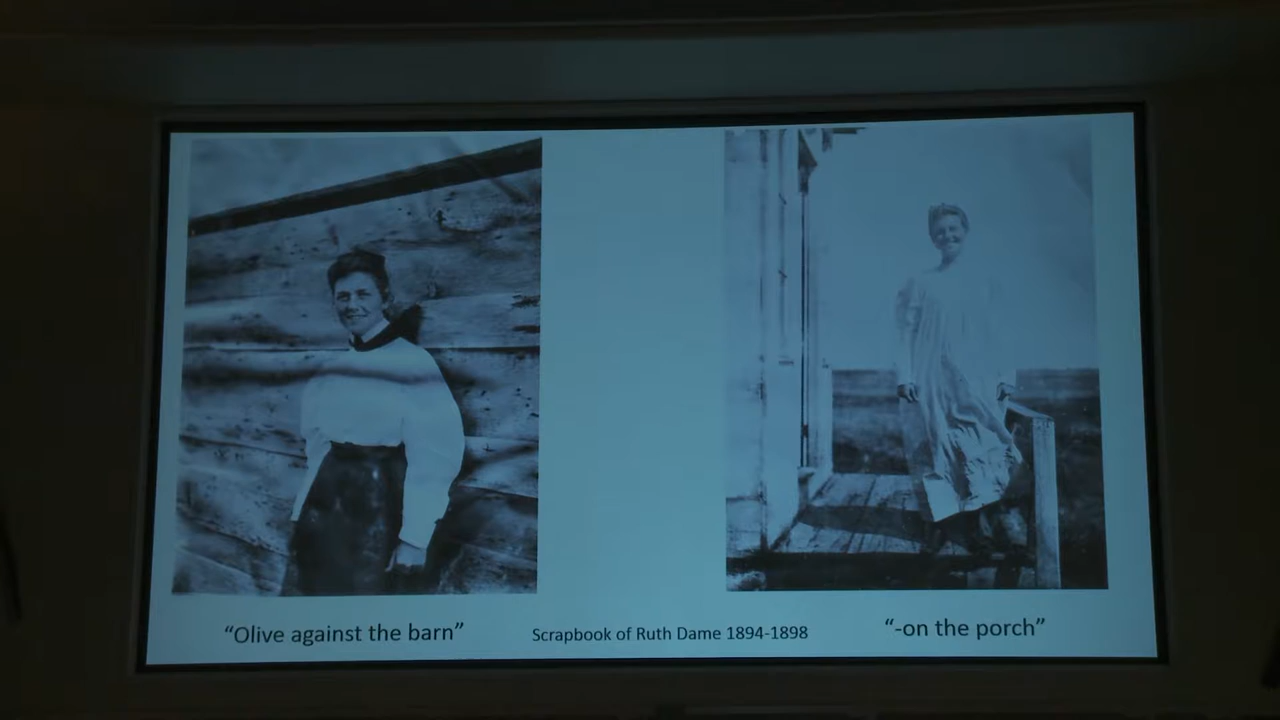 “Olive against the barn”
Scrapbook of Ruth Dame 1894-1898
“-on the porch”